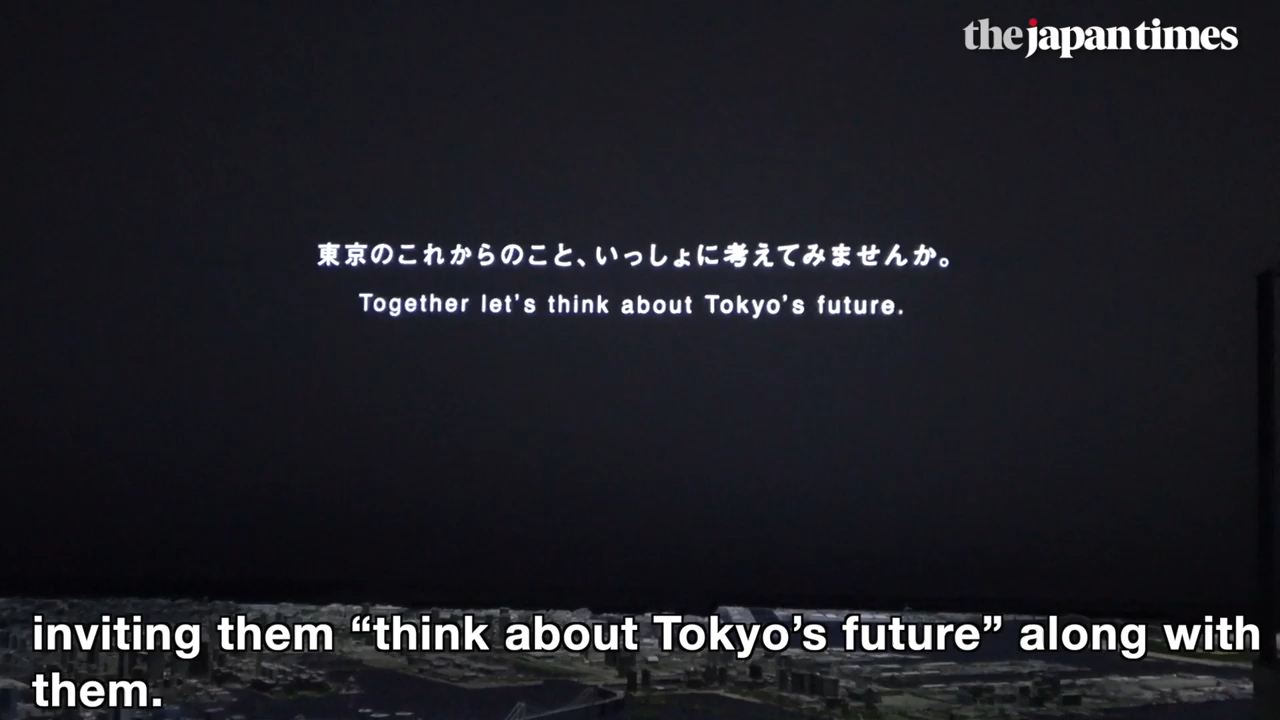 the japan times
東京のこれからのこと、いっしょに考えてみませんか。
Together let's think about Tokyo's future.
inviting them “think about Tokyo’s future” along with
them.